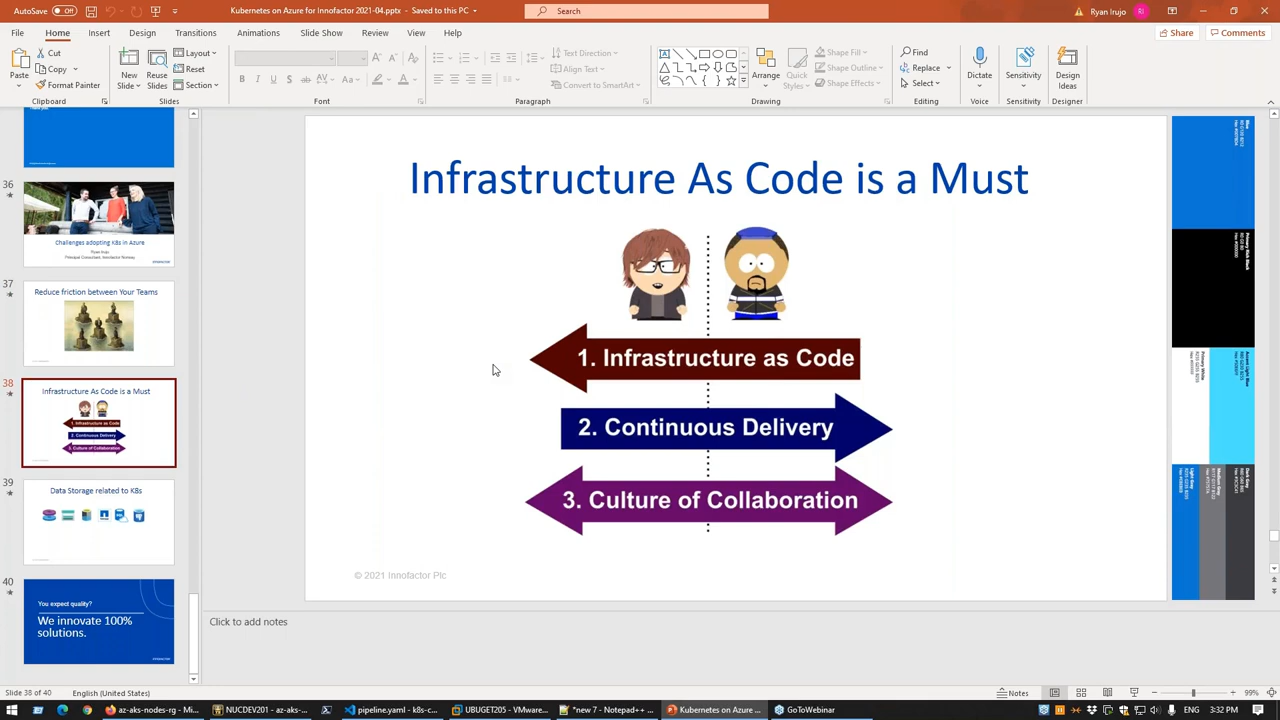 AutoSave Off
Kubernetes on Azure for Innofactor 2021-04.pptx - Saved to this PC
Search
Ryan Irujo
RI
File Home Insert Design Transitions Animations Slide Show Review View Help
Share Comments
Paste
Cut
Copy
Format Painter
Clipboard
New Slide
Reuse Slides
Layout
Reset
Section
Slides
Font
Text Direction
Align Text
Convert to SmartArt
Paragraph
Arrange
Quick Styles
Shape Fill
Shape Outline
Shape Effects
Drawing
Find
Replace
Select
Editing
Dictate
Voice
Sensitivity
Sensitivity
Design Ideas
Designer
36
Challenges adopting K8s in Azure
Ryan Irujo
Principal Consultant, Innofactor Norway
37
Reduce friction between Your Teams
38
Infrastructure As Code is a Must
1. Infrastructure as Code
2. Continuous Delivery
3. Culture of Collaboration
39
Data Storage related to K8s
40
You expect quality?
We innovate 100%
solutions.
Infrastructure As Code is a Must
1. Infrastructure as Code
2. Continuous Delivery
3. Culture of Collaboration
© 2021 Innofactor Plc
Click to add notes
Slide 38 of 40
English (United States)
Notes
99%
az-aks-nodes-rg - Mi...
NUCDEV201 - az-aks-...
pipeline.yaml - k8s-c...
UBUGET205 - VMware...
*new 7 - Notepad++ ...
Kubernetes on Azure ...
GoToWebinar
3:32 PM